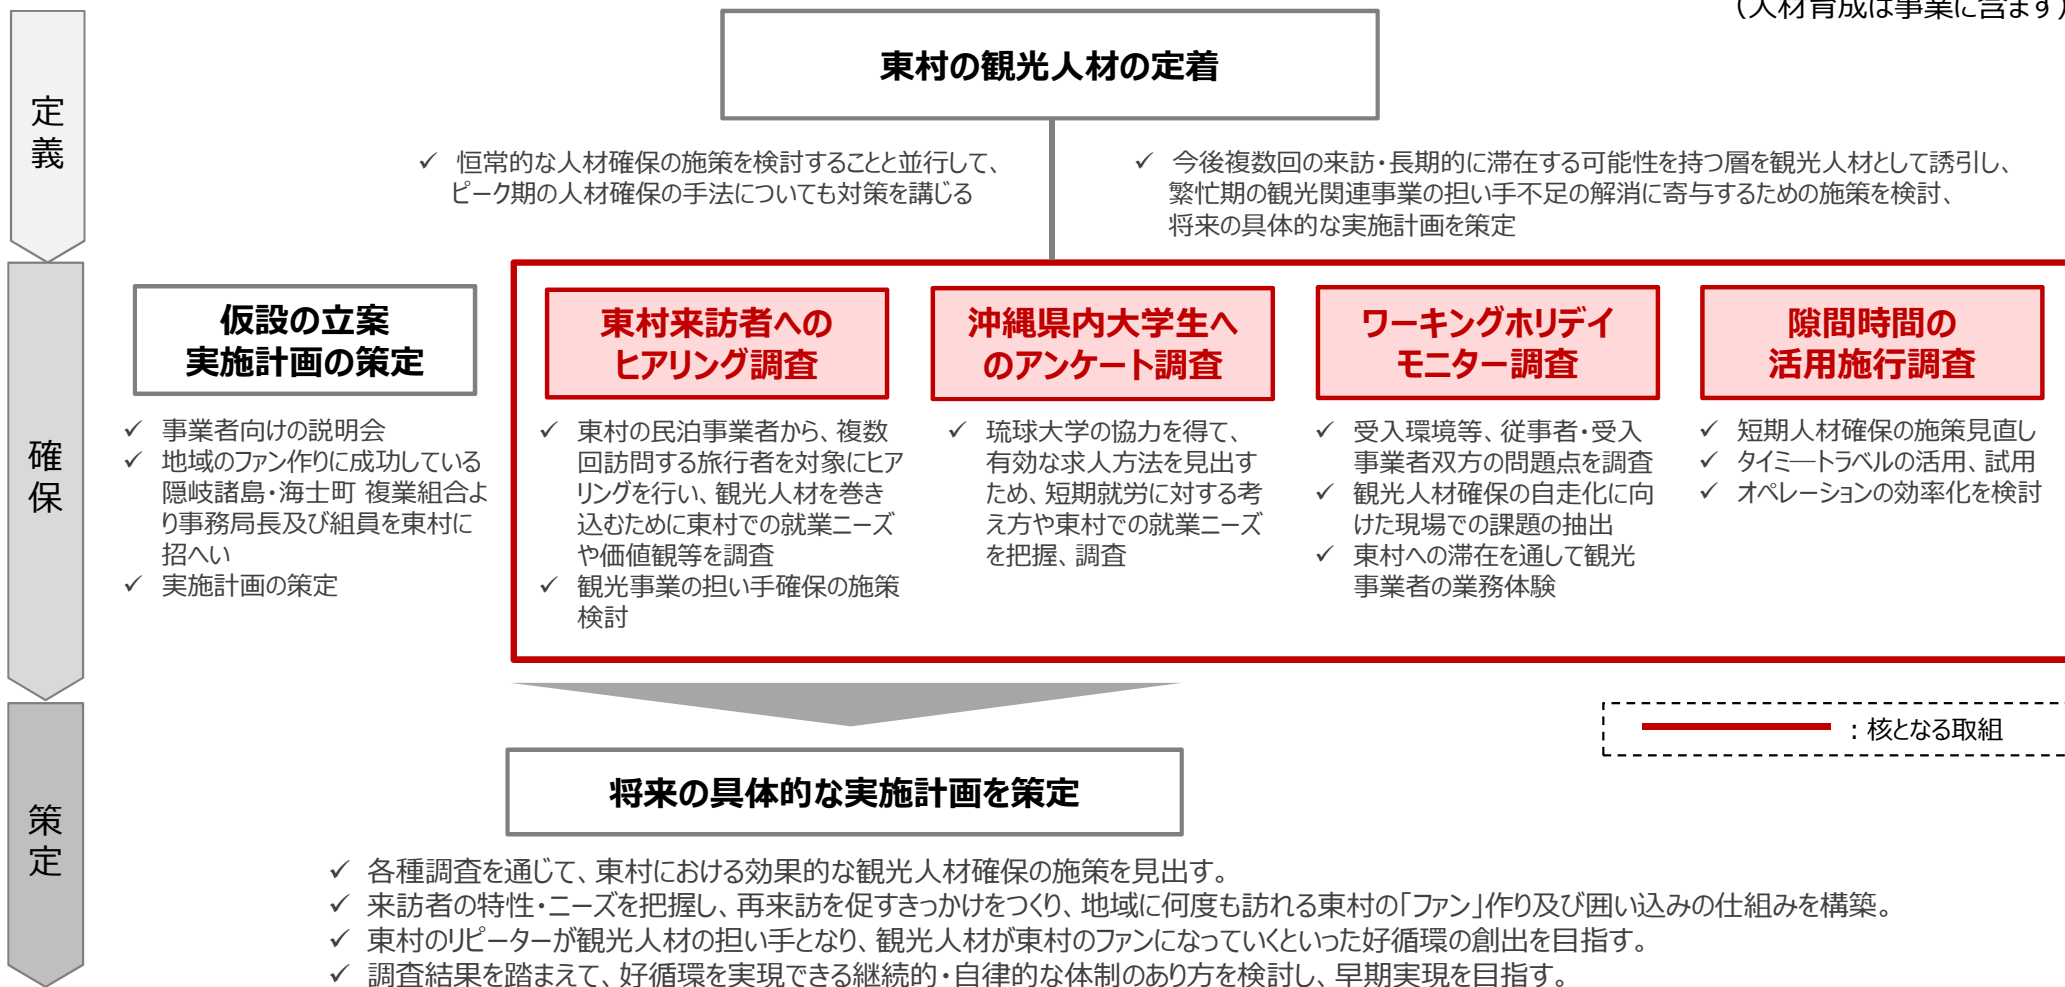 （人材育成は事業に含ます）
東村の観光人材の定着
定
義
✓ 恒常的な人材確保の施策を検討することと並行して、
ピーク期の人材確保の手法についても対策を講じる
✓ 今後複数回の来訪・長期的に滞在する可能性を持つ層を観光人材として誘引し、
繁忙期の観光関連事業の担い手不足の解消に寄与するための施策を検討、
将来の具体的な実施計画を策定
確
保
仮設の立案
実施計画の策定
✓ 事業者向けの説明会
✓ 地域のファン作りに成功している
隠岐諸島・海士町 複業組合よ
り事務局長及び組員を東村に
招へい
✓ 実施計画の策定
東村来訪者への
ヒアリング調査
✓ 東村の民泊事業者から、複数
回訪問する旅行者を対象にヒア
リングを行い、観光人材を巻き
込むために東村での就業ニーズ
や価値観等を調査
✓ 観光事業の担い手確保の施策
検討
沖縄県内大学生へ
のアンケート調査
✓ 琉球大学の協力を得て、
有効な求人方法を見出す
ため、短期就労に対する考
え方や東村での就業ニーズ
を把握、調査
ワーキングホリデイ
モニター調査
✓ 受入環境等、従事者・受入
事業者双方の問題点を調査
✓ 観光人材確保の自走化に向
けた現場での課題の抽出
✓ 東村への滞在を通して観光
事業者の業務体験
隙間時間の
活用施行調査
✓ 短期人材確保の施策見直し
✓ タイミ―トラベルの活用、試用
✓ オペレーションの効率化を検討
：核となる取組
策
定
将来の具体的な実施計画を策定
✓ 各種調査を通じて、東村における効果的な観光人材確保の施策を見出す。
✓ 来訪者の特性・ニーズを把握し、再来訪を促すきっかけをつくり、地域に何度も訪れる東村の「ファン」作り及び囲い込みの仕組みを構築。
✓ 東村のリピーターが観光人材の担い手となり、観光人材が東村のファンになっていくといった好循環の創出を目指す。
✓ 調査結果を踏まえて、好循環を実現できる継続的・自律的な体制のあり方を検討し、早期実現を目指す。